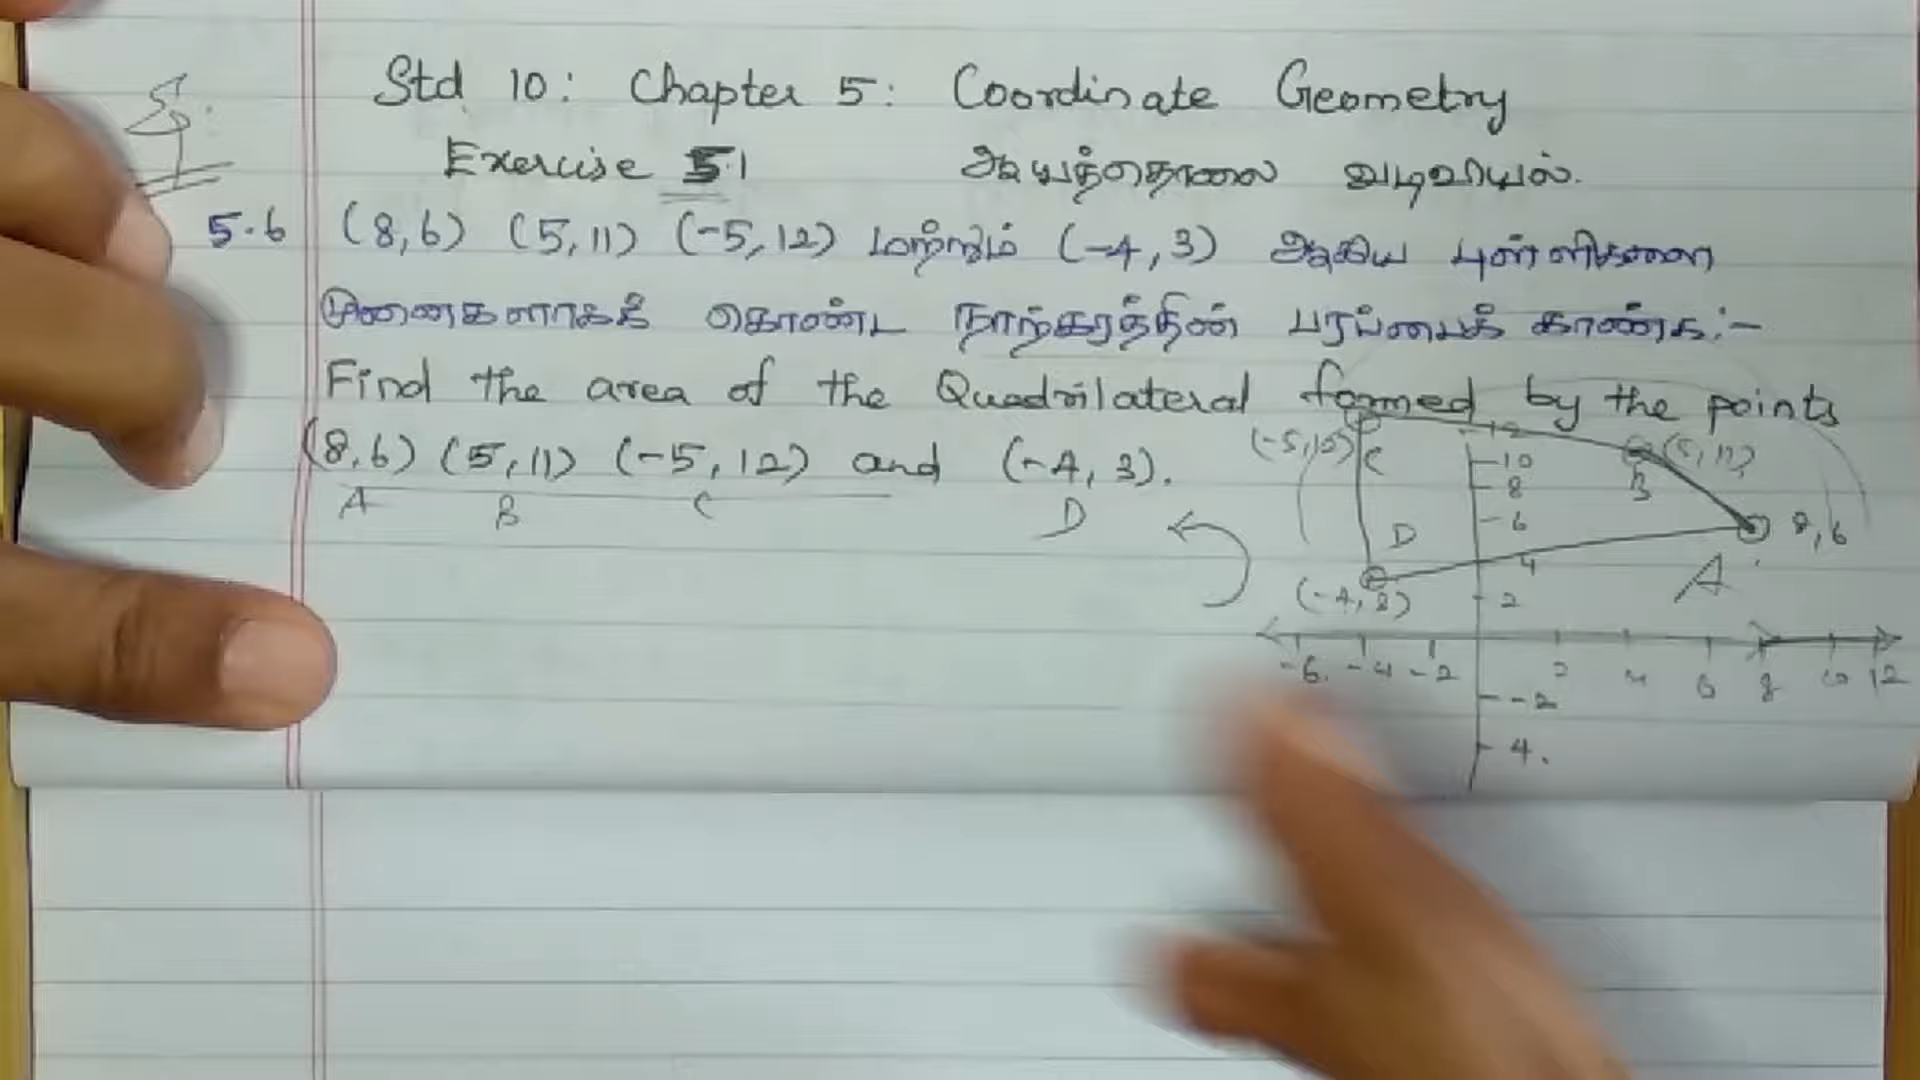 Std 10: Chapter 5: Coordinate Geometry
Exercise 5.1 ஆயத்தொலை வடிவியல்.
5.6 (8,6) (5,11) (-5,12) மற்றும் (-4,3) ஆகிய புள்ளிகளை
முனைகளாகக் கொண்ட நாற்கரத்தின் பரப்பைக் காண்க:-
Find the area of the Quadrilateral formed by the points
(8,6) (5,11) (-5,12) and (-4,3).
A B C D
(-5,12) C 12 (5,11)
10 B
8
6 8,6
D 4 A
(-4,3) 2
-6 -4 -2 2 4 6 8 10 12
-2
4.